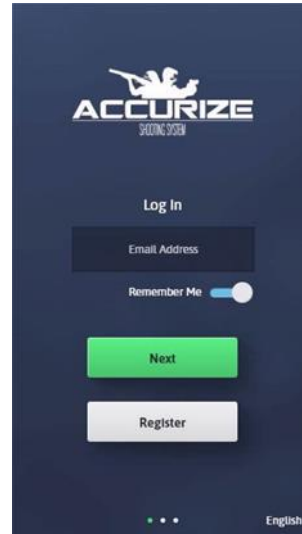 ACCURIZE
SHOOTING SYSTEM
Log In
Email Address
Remember Me
Next
Register
English